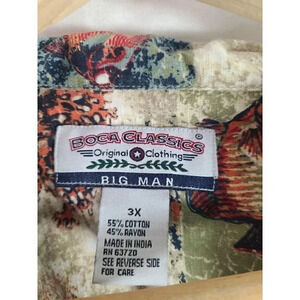 BOCA CLASSICS ®
Original Clothing
BIG MAN
3X
55% COTTON
45% RAYON
MADE IN INDIA
RN 63720
SEE REVERSE SIDE
FOR CARE